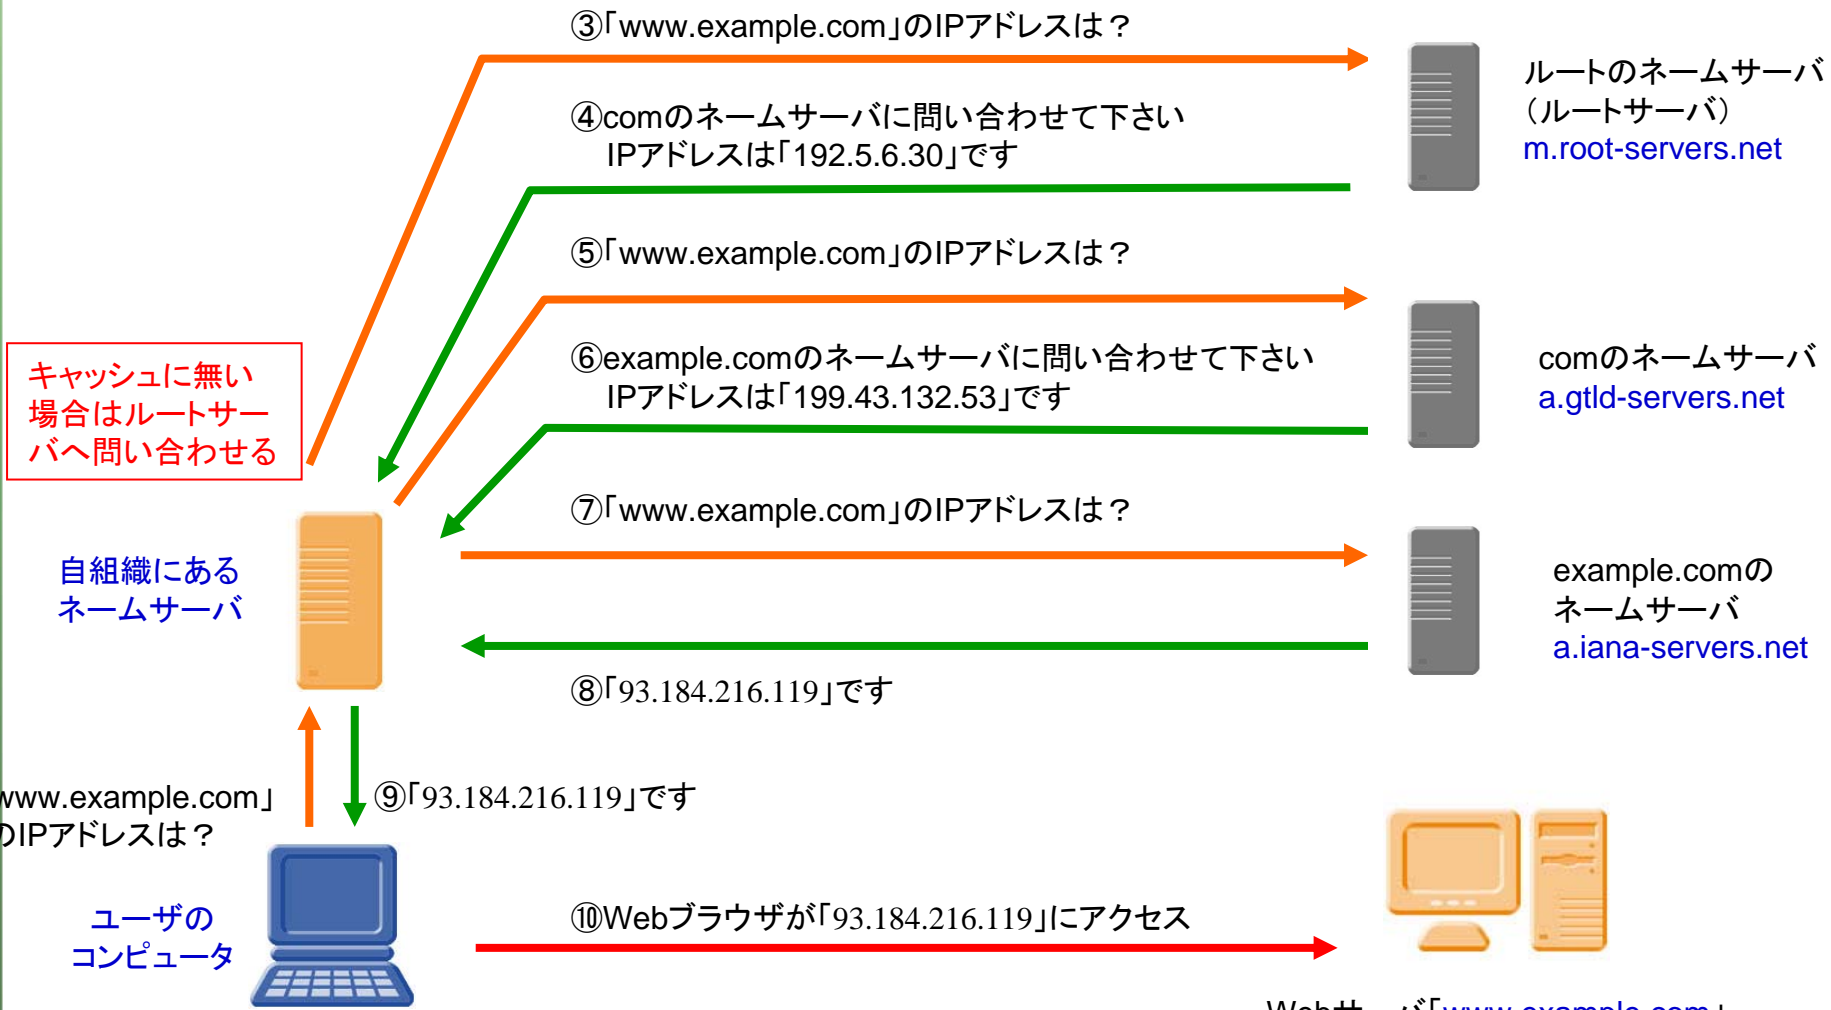 ③「www.example.com」のIPアドレスは？
ルートのネームサーバ
（ルートサーバ）
m.root-servers.net
④comのネームサーバに問い合わせて下さい
IPアドレスは「192.5.6.30」です
⑤「www.example.com」のIPアドレスは？
⑥example.comのネームサーバに問い合わせて下さい
IPアドレスは「199.43.132.53」です
comのネームサーバ
a.gtld-servers.net
キャッシュに無い
場合はルートサー
バへ問い合わせる
⑦「www.example.com」のIPアドレスは？
自組織にある
ネームサーバ
example.comの
ネームサーバ
a.iana-servers.net
⑧「93.184.216.119」です
www.example.com」
のIPアドレスは？
⑨「93.184.216.119」です
ユーザの
コンピュータ
⑩Webブラウザが「93.184.216.119」にアクセス
Webサーバ「www.example.com」